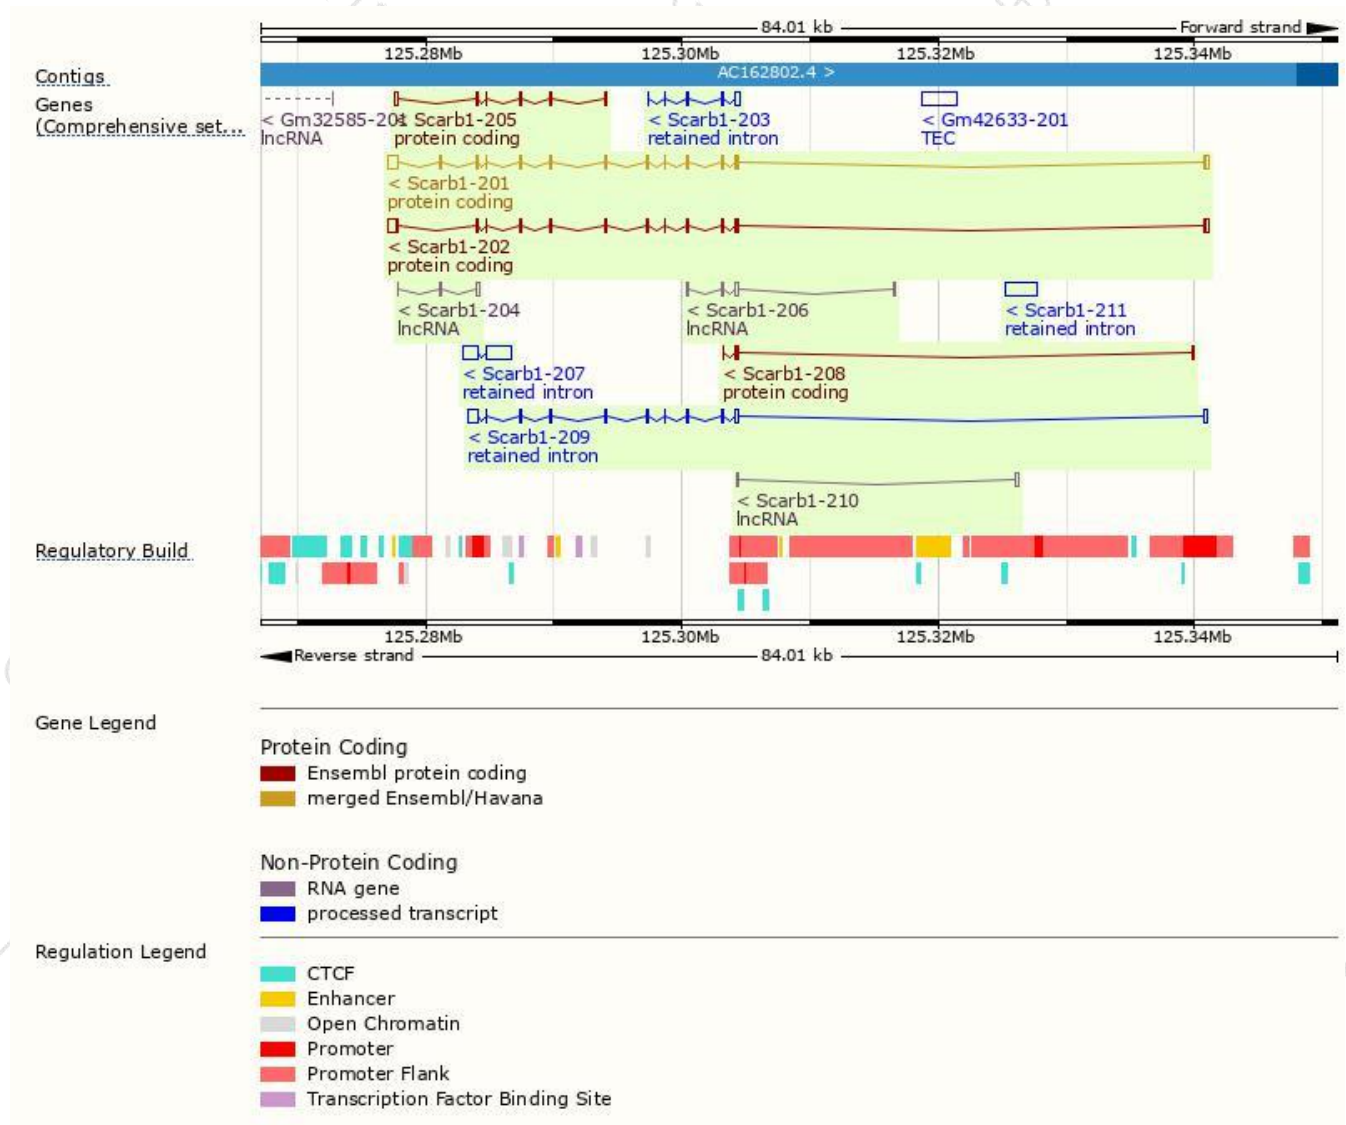 84.01 kb
Forward strand
125.28Mb 125.30Mb 125.32Mb 125.34Mb
Contigs
AC162802.4 >
Genes
(Comprehensive set...
< Gm32585-201
lncRNA
< Scarb1-205
protein coding
< Scarb1-203
retained intron
< Gm42633-201
TEC
< Scarb1-201
protein coding
< Scarb1-202
protein coding
< Scarb1-204
lncRNA
< Scarb1-206
lncRNA
< Scarb1-211
retained intron
< Scarb1-207
retained intron
< Scarb1-208
protein coding
< Scarb1-209
retained intron
< Scarb1-210
lncRNA
Regulatory Build
125.28Mb 125.30Mb 125.32Mb 125.34Mb
Reverse strand
84.01 kb
Gene Legend
Protein Coding
Ensembl protein coding
merged Ensembl/Havana
Non-Protein Coding
RNA gene
processed transcript
Regulation Legend
CTCF
Enhancer
Open Chromatin
Promoter
Promoter Flank
Transcription Factor Binding Site